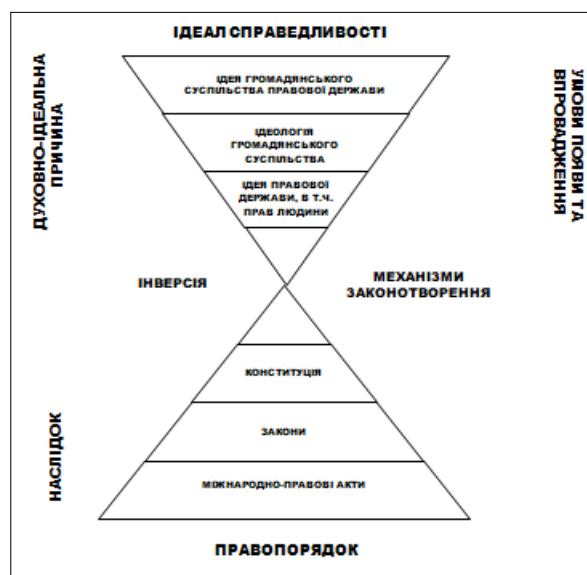 ІДЕАЛ СПРАВЕДЛИВОСТІ
ДУХОВНО-ІДЕАЛЬНА
ПРИЧИНА
УМОВИ ПОЯВИ ТА
ВПРОВАДЖЕННЯ
ІДЕЯ ГРОМАДЯНСЬКОГО
СУСПІЛЬСТВА ПРАВОВОЇ ДЕРЖАВИ
ІДЕОЛОГІЯ
ГРОМАДЯНСЬКОГО
СУСПІЛЬСТВА
ІДЕЯ ПРАВОВОЇ
ДЕРЖАВИ, В Т.Ч.
ПРАВ ЛЮДИНИ
ІНВЕРСІЯ
МЕХАНІЗМИ
ЗАКОНОТВОРЕННЯ
КОНСТИТУЦІЯ
ЗАКОНИ
МІЖНАРОДНО-ПРАВОВІ АКТИ
НАСЛІДОК
ПРАВОПОРЯДОК